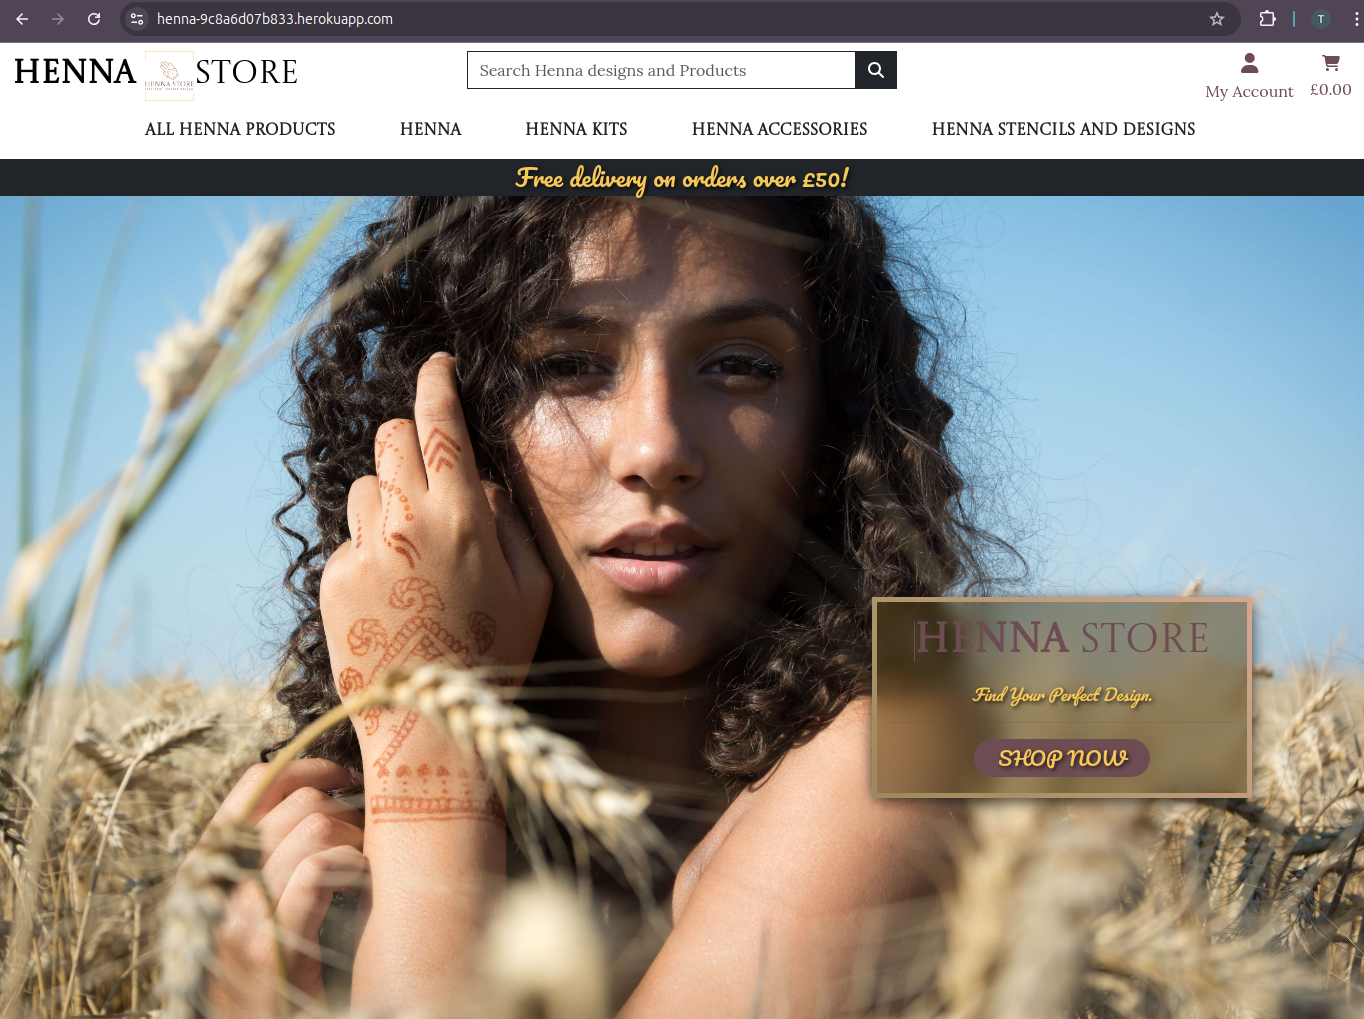 henna-9c8a6d07b833.herokuapp.com
T
HENNA STORE
HENNA STORE
Search Henna designs and Products
My Account
£0.00
ALL HENNA PRODUCTS
HENNA
HENNA KITS
HENNA ACCESSORIES
HENNA STENCILS AND DESIGNS
Free delivery on orders over £50!
HENNA STORE
Find Your Perfect Design.
SHOP NOW